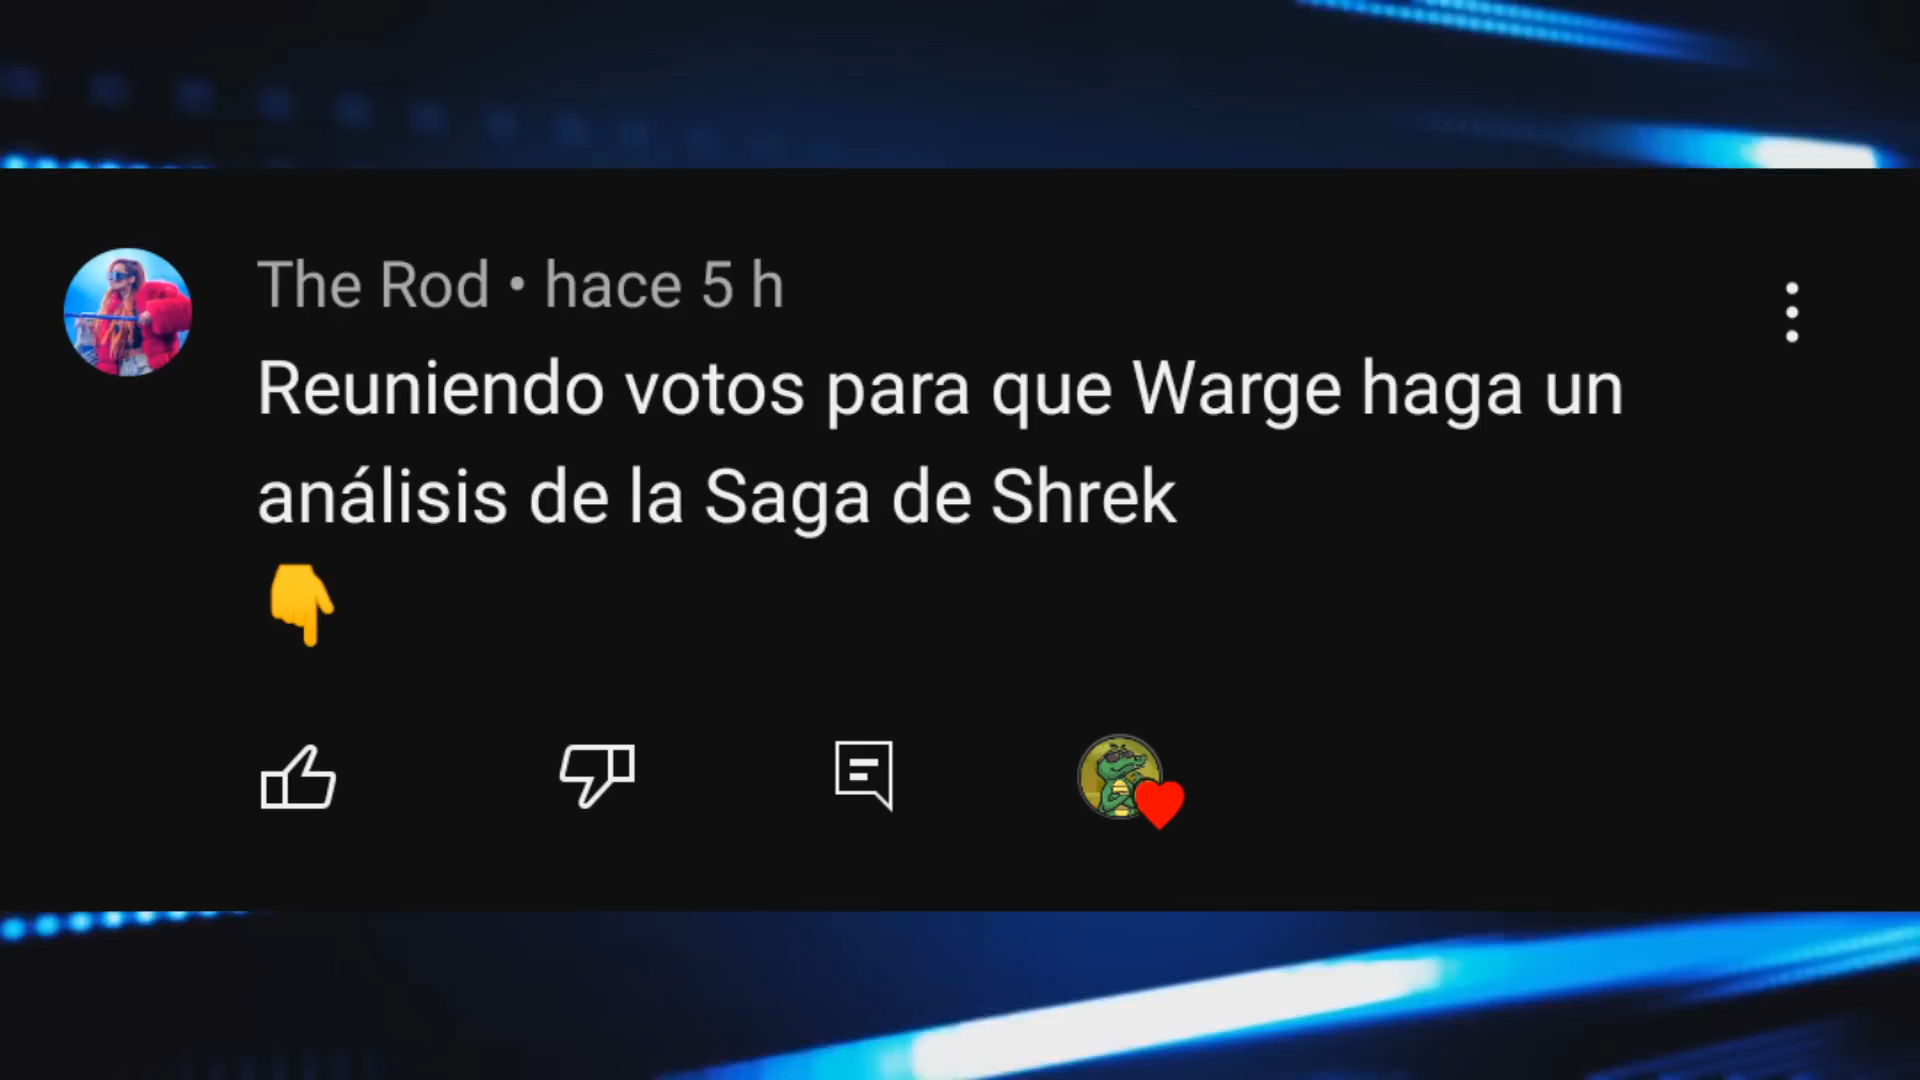 The Rod • hace 5 h
Reuniendo votos para que Warge haga un
análisis de la Saga de Shrek
👇